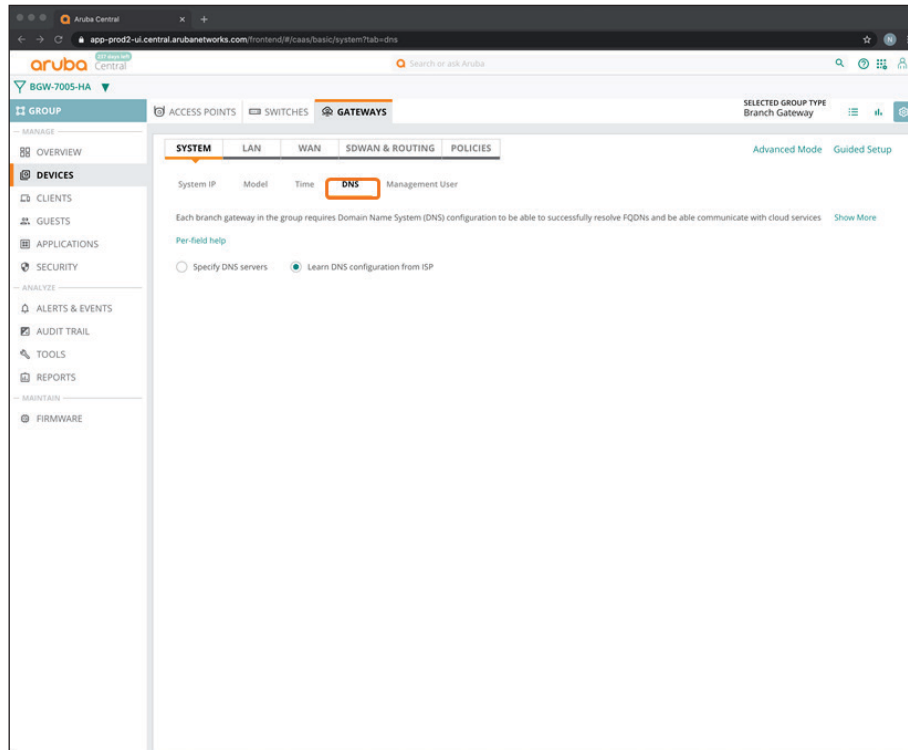 Aruba Central
app-prod2-ui.central.arubanetworks.com/frontend/#/caas/basic/system?tab=dns
N
aruba Central
Search or ask Aruba
BGW-7005-HA
GROUP
ACCESS POINTS SWITCHES GATEWAYS
SELECTED GROUP TYPE
Branch Gateway
MANAGE
OVERVIEW
DEVICES
CLIENTS
GUESTS
APPLICATIONS
SECURITY
ANALYZE
ALERTS & EVENTS
AUDIT TRAIL
TOOLS
REPORTS
MAINTAIN
FIRMWARE
SYSTEM LAN WAN SDWAN & ROUTING POLICIES
Advanced Mode Guided Setup
System IP Model Time DNS Management User
Each branch gateway in the group requires Domain Name System (DNS) configuration to be able to successfully resolve FQDNs and be able communicate with cloud services Show More
Per-field help
Specify DNS servers Learn DNS configuration from ISP